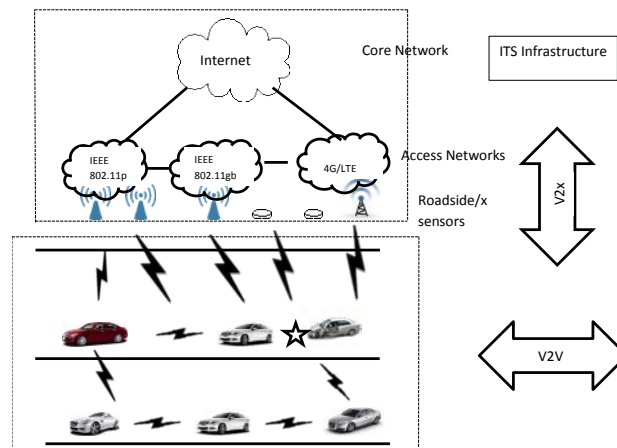 Internet
Core Network
ITS Infrastructure
IEEE
802.11p
IEEE
802.11gb
4G/LTE
Access Networks
Roadside/x
sensors
V2x
V2V